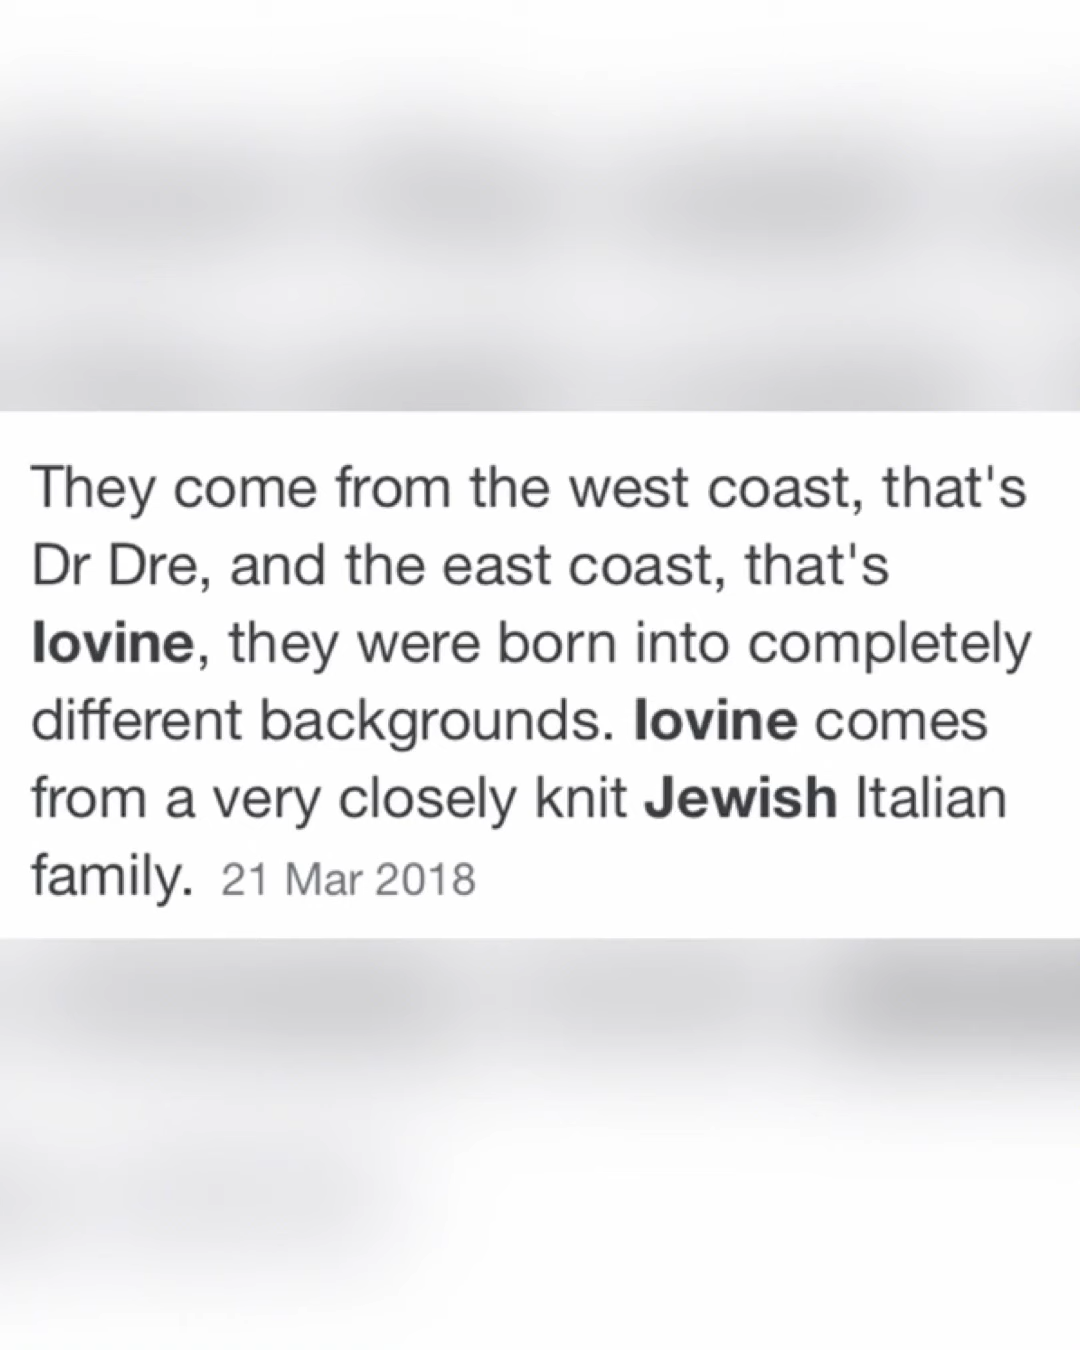 They come from the west coast, that's
Dr Dre, and the east coast, that's
Iovine, they were born into completely
different backgrounds. Iovine comes
from a very closely knit Jewish Italian
family. 21 Mar 2018